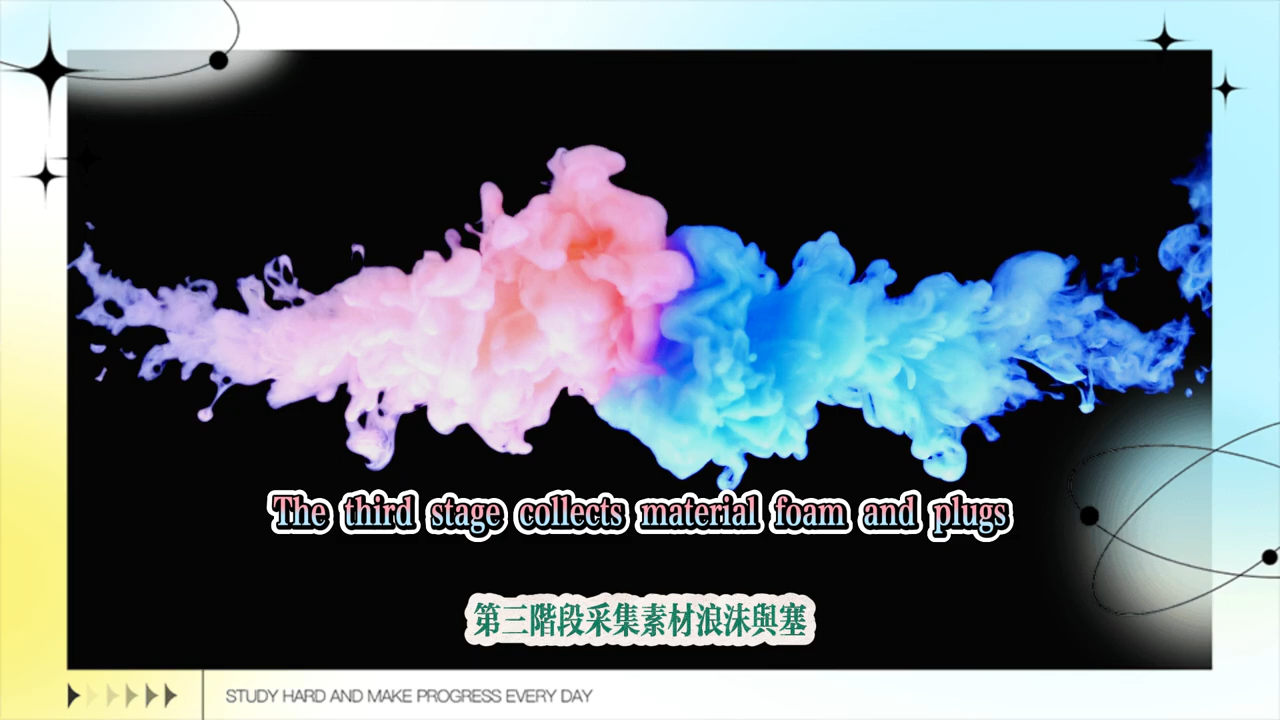 The third stage collects material foam and plugs
第三階段采集素材浪沫與塞
STUDY HARD AND MAKE PROGRESS EVERY DAY